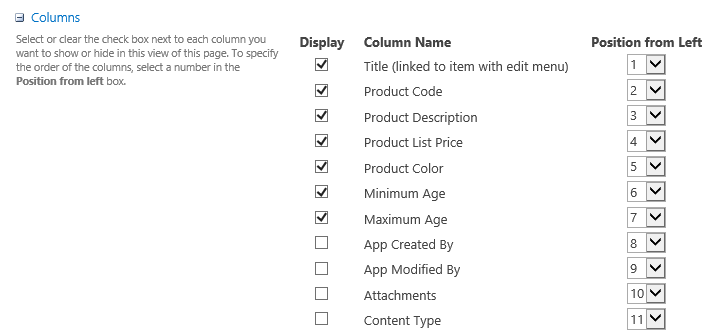 Columns
Select or clear the check box next to each column you
want to show or hide in this view of this page. To specify
the order of the columns, select a number in the
Position from left box.
Display Column Name Position from Left
Title (linked to item with edit menu) 1
Product Code 2
Product Description 3
Product List Price 4
Product Color 5
Minimum Age 6
Maximum Age 7
App Created By 8
App Modified By 9
Attachments 10
Content Type 11